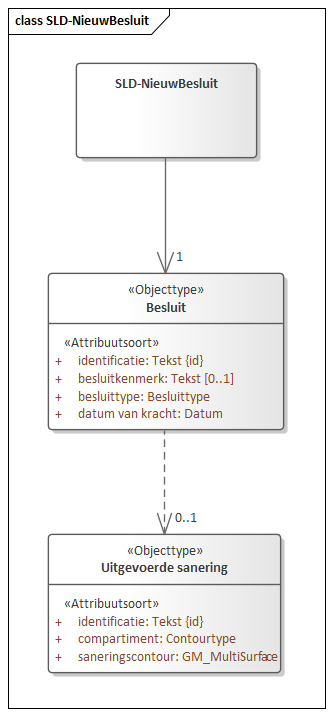 class SLD-NieuwBesluit
SLD-NieuwBesluit
1
«Objecttype»
Besluit
«Attribuutsoort»
+ identificatie: Tekst {id}
+ besluitkenmerk: Tekst [0..1]
+ besluittype: Besluittype
+ datum van kracht: Datum
0..1
«Objecttype»
Uitgevoerde sanering
«Attribuutsoort»
+ identificatie: Tekst {id}
+ compartiment: Contourtype
+ saneringscontour: GM_MultiSurface